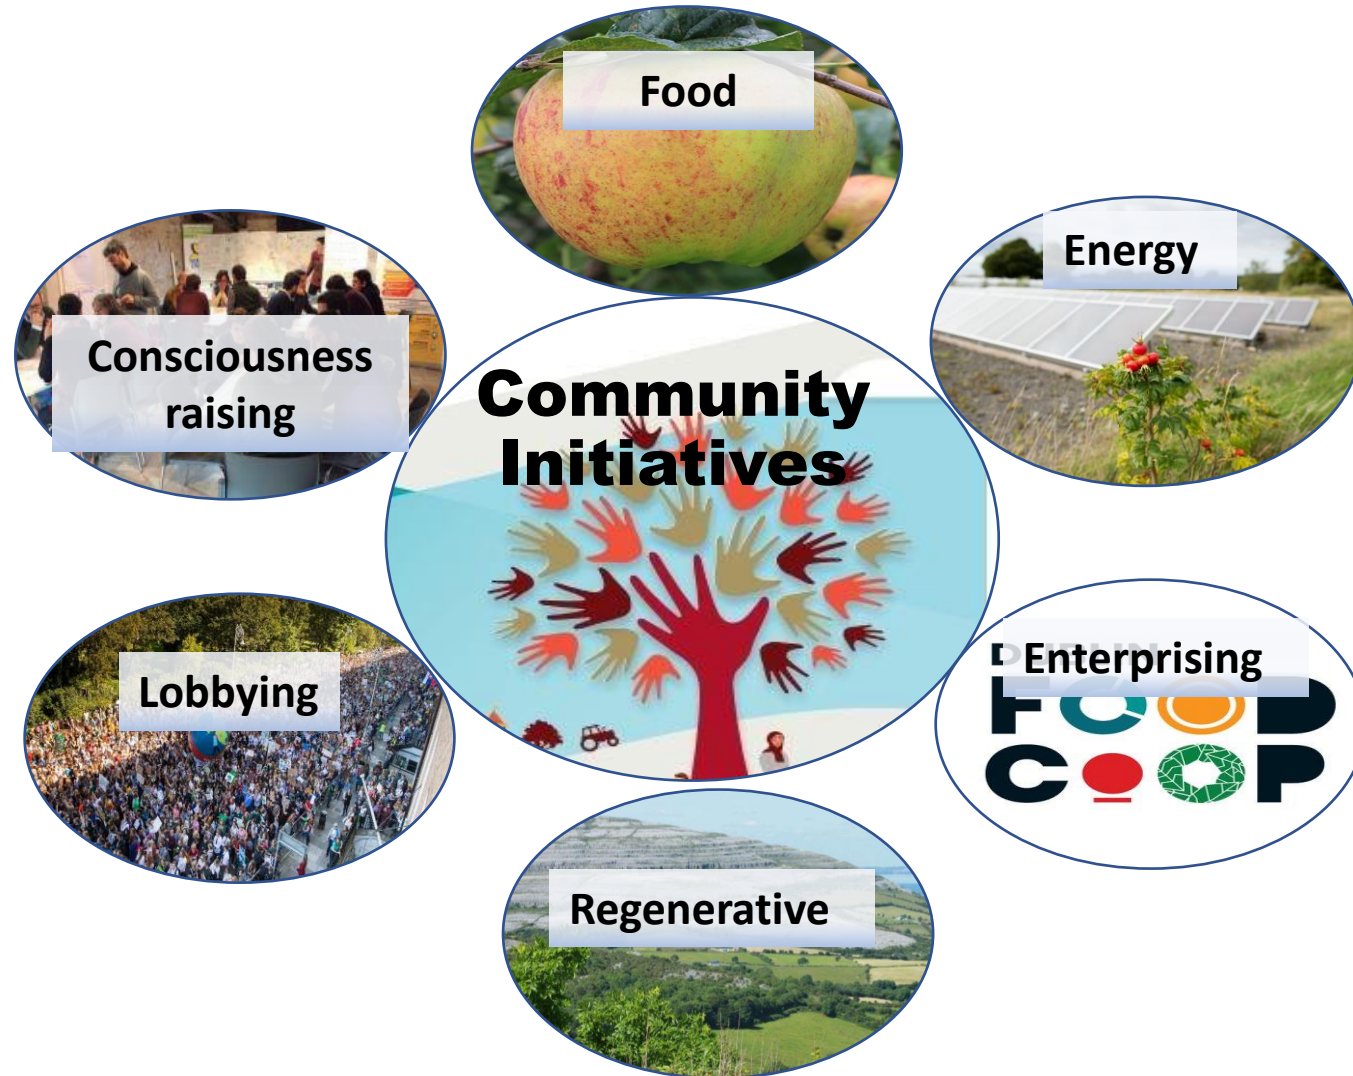 Food
Energy
Consciousness
raising
Community
Initiatives
Lobbying
Enterprising
FOOD
COOP
Regenerative